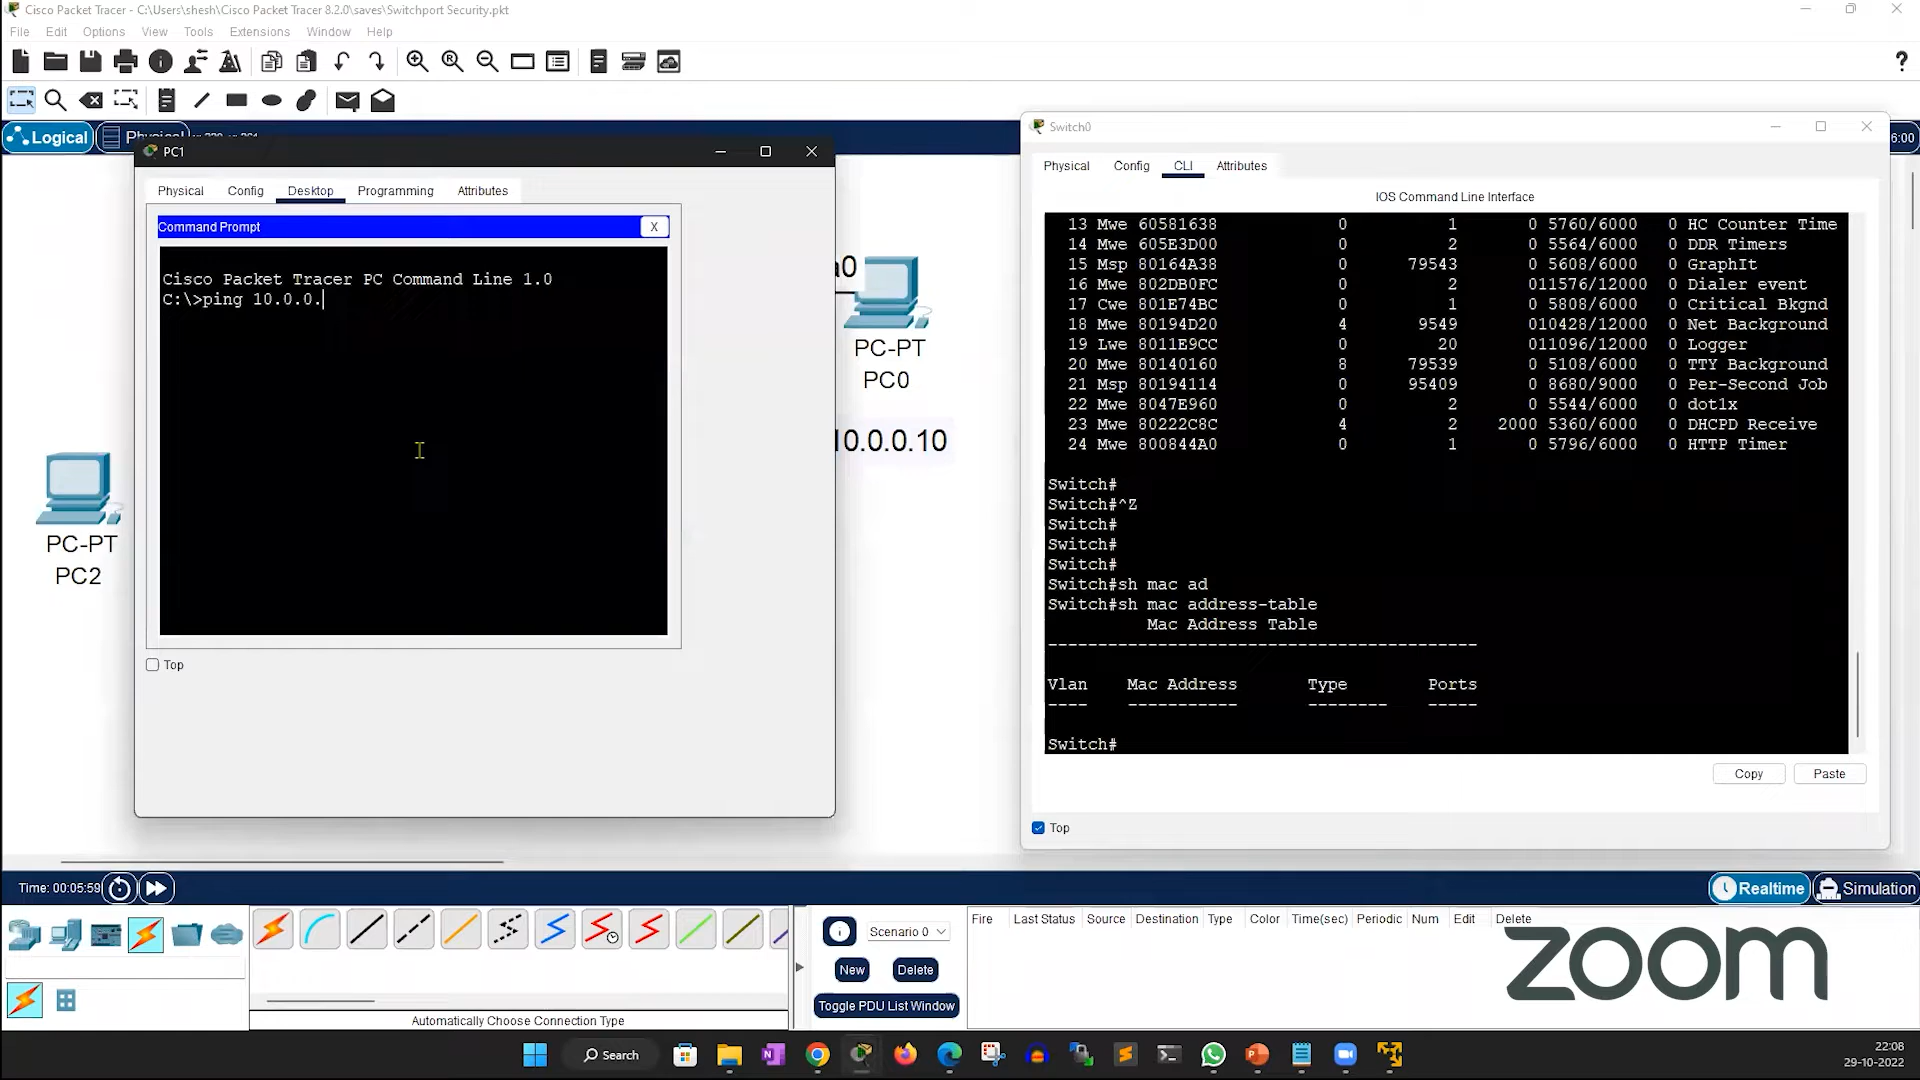 Cisco Packet Tracer - C:\Users\shesh\Cisco Packet Tracer 8.2.0\saves\Switchport Security.pkt
File Edit Options View Tools Extensions Window Help
Logical Physical
6:00
PC1
Physical Config Desktop Programming Attributes
Command Prompt X
Cisco Packet Tracer PC Command Line 1.0
C:\>ping 10.0.0.
Top
a0
PC-PT
PC0
10.0.0.10
PC-PT
PC2
Switch0
Physical Config CLI Attributes
IOS Command Line Interface
13 Mwe 60581638 0 1 0 5760/6000 0 HC Counter Time
14 Mwe 605E3D00 0 2 0 5564/6000 0 DDR Timers
15 Msp 80164A38 0 79543 0 5608/6000 0 GraphIt
16 Mwe 802DB0FC 0 2 011576/12000 0 Dialer event
17 Cwe 801E74BC 0 1 0 5808/6000 0 Critical Bkgnd
18 Mwe 80194D20 4 9549 010428/12000 0 Net Background
19 Lwe 8011E9CC 0 20 011096/12000 0 Logger
20 Mwe 80140160 8 79539 0 5108/6000 0 TTY Background
21 Msp 80194114 0 95409 0 8680/9000 0 Per-Second Job
22 Mwe 8047E960 0 2 0 5544/6000 0 dot1x
23 Mwe 80222C8C 4 2 2000 5360/6000 0 DHCPD Receive
24 Mwe 800844A0 0 1 0 5796/6000 0 HTTP Timer
Switch#
Switch#^Z
Switch#
Switch#
Switch#
Switch#sh mac ad
Switch#sh mac address-table
Mac Address Table
-------------------------------------------
Vlan Mac Address Type Ports
---- ----------- -------- -----
Switch#
Copy Paste
Top
Time: 00:05:59
Realtime Simulation
Automatically Choose Connection Type
Scenario 0
New Delete
Toggle PDU List Window
Fire Last Status Source Destination Type Color Time(sec) Periodic Num Edit Delete
zoom
Search
22:08
29-10-2022